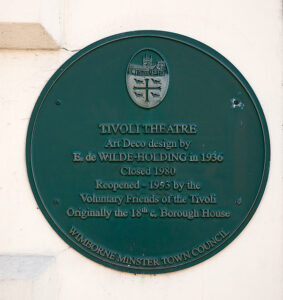 TIVOLI THEATRE
Art Deco design by
E. de WILDE-HOLDING in 1936
Closed 1980
Reopened - 1993 by the
Voluntary Friends of the Tivoli
Originally the 18th c. Borough House
WIMBORNE MINSTER TOWN COUNCIL